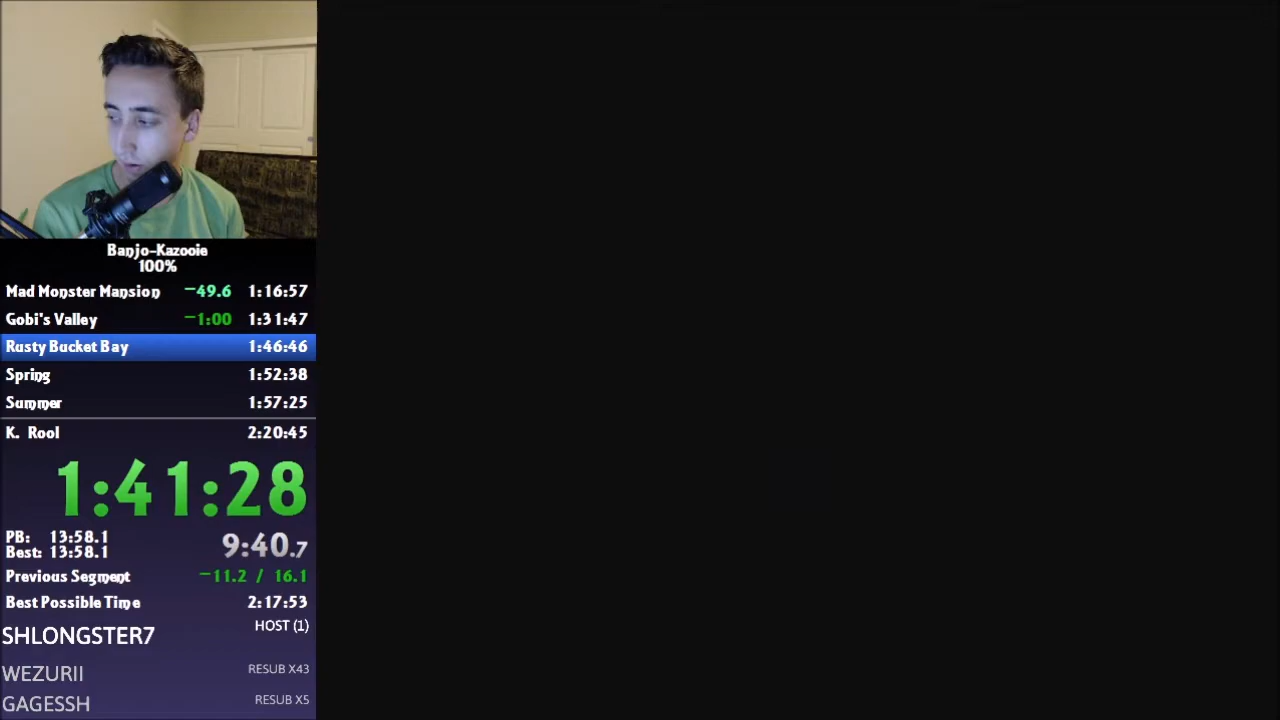 Banjo-Kazooie
100%
Mad Monster Mansion -49.6 1:16:57
Gobi's Valley -1:00 1:31:47
Rusty Bucket Bay 1:46:46
Spring 1:52:38
Summer 1:57:25
K. Rool 2:20:45
1:41:28
PB: 13:58.1
Best: 13:58.1
9:40.7
Previous Segment -11.2 / 16.1
Best Possible Time 2:17:53
SHLONGSTER7 HOST (1)
WEZURII RESUB X43
GAGESSH RESUB X5